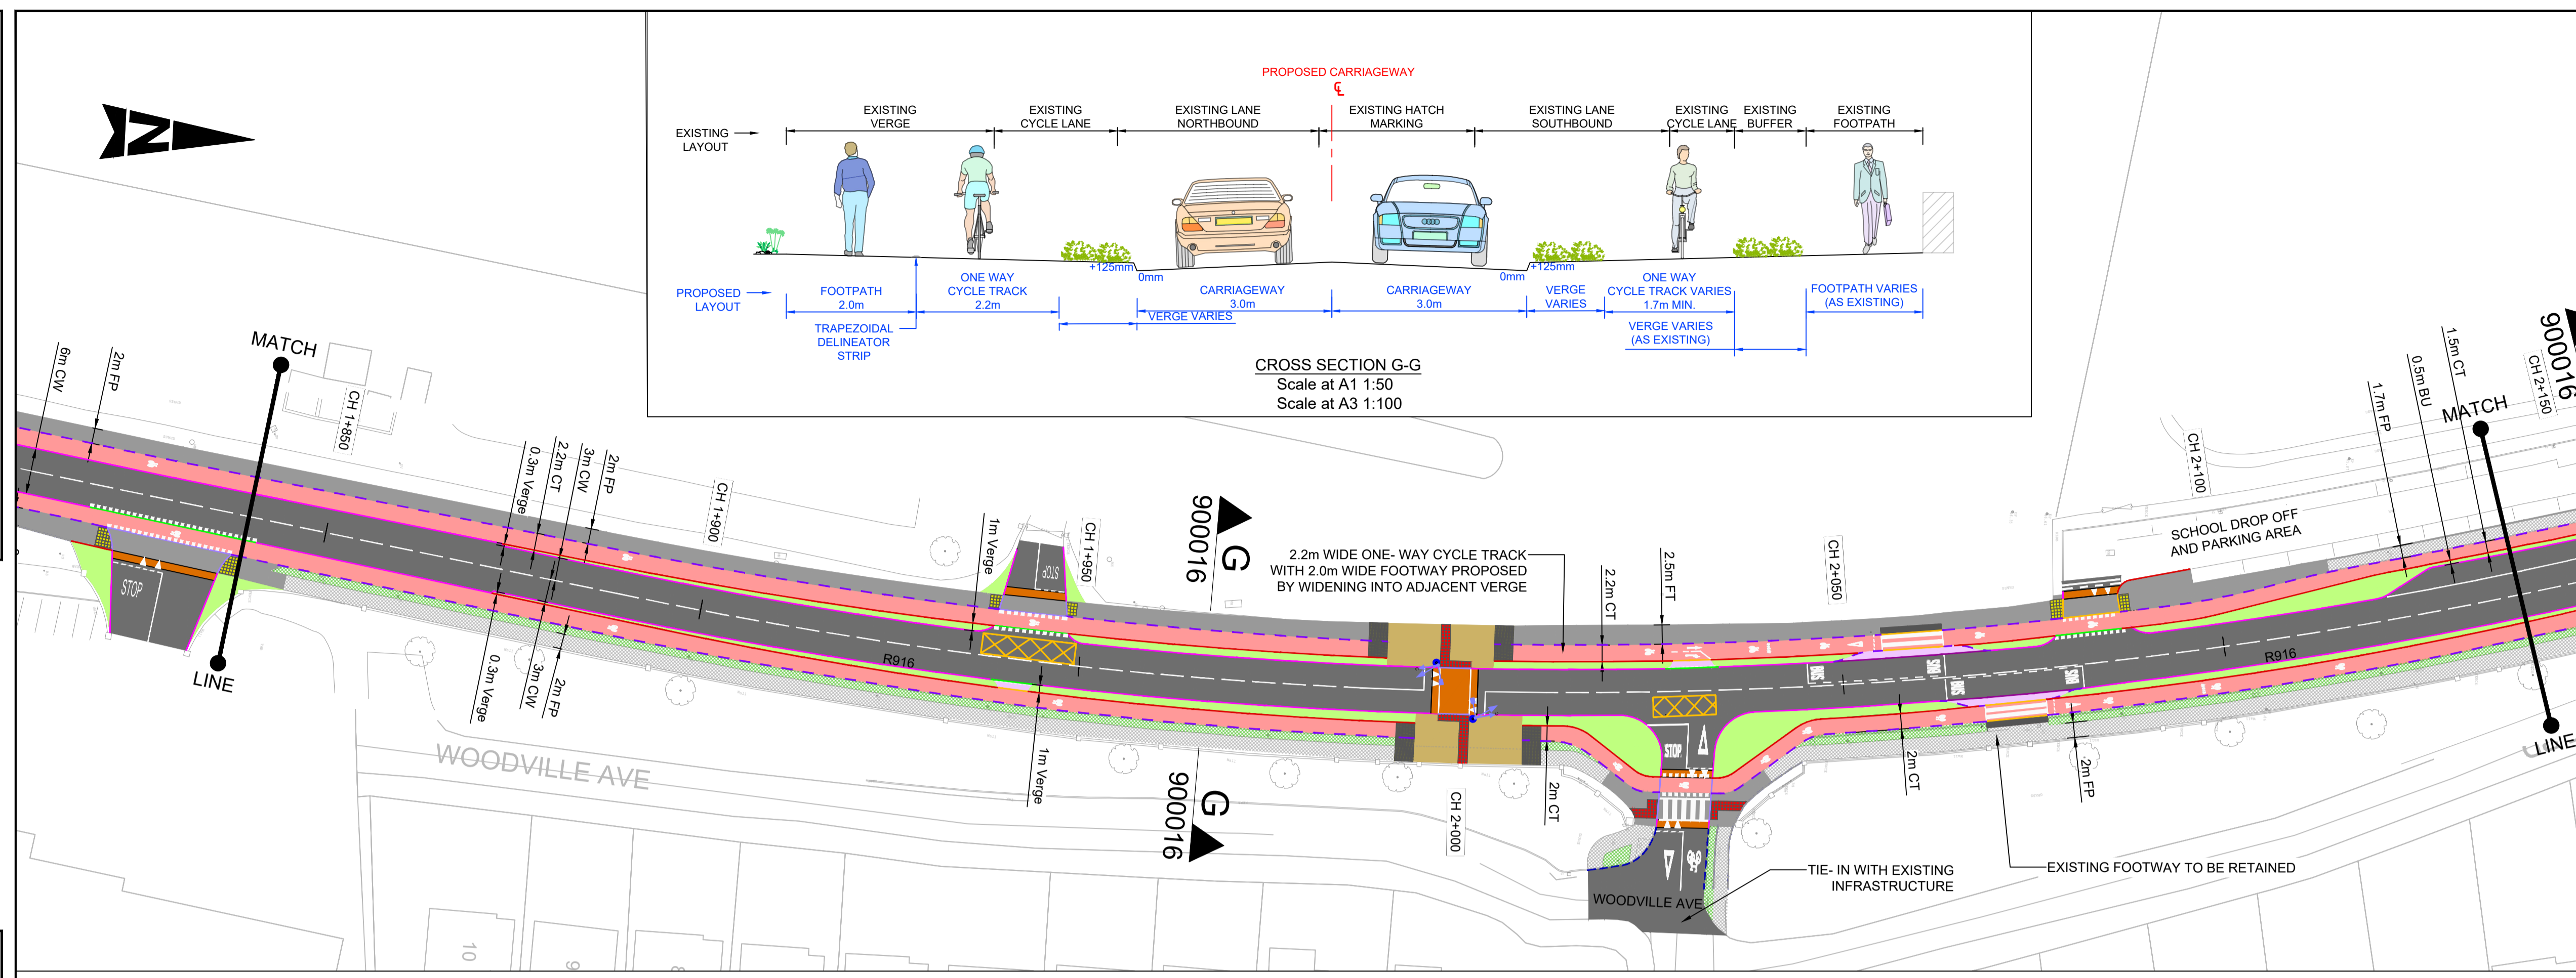 PROPOSED CARRIAGEWAY
℄
EXISTING
LAYOUT
EXISTING
VERGE
EXISTING
CYCLE LANE
EXISTING LANE
NORTHBOUND
EXISTING HATCH
MARKING
EXISTING LANE
SOUTHBOUND
EXISTING
CYCLE LANE
EXISTING
BUFFER
EXISTING
FOOTPATH
+125mm
0mm
0mm
+125mm
PROPOSED
LAYOUT
FOOTPATH
2.0m
ONE WAY
CYCLE TRACK
2.2m
CARRIAGEWAY
3.0m
CARRIAGEWAY
3.0m
VERGE
VARIES
ONE WAY
CYCLE TRACK VARIES
1.7m MIN.
FOOTPATH VARIES
(AS EXISTING)
TRAPEZOIDAL
DELINEATOR
STRIP
VERGE VARIES
VERGE VARIES
(AS EXISTING)
CROSS SECTION G-G
Scale at A1 1:50
Scale at A3 1:100
N
6m CW
2m FP
MATCH
LINE
CH 1+850
STOP
0.3m Verge
2.2m CT
3m CW
2m FP
CH 1+900
0.3m Verge
3m CW
2m FP
R916
1m Verge
STOP
CH 1+950
1m Verge
WOODVILLE AVE
9000016
G
9000016
G
2.2m WIDE ONE- WAY CYCLE TRACK
WITH 2.0m WIDE FOOTWAY PROPOSED
BY WIDENING INTO ADJACENT VERGE
CH 2+000
2.2m CT
2.5m FT
2m CT
STOP
WOODVILLE AVE
TIE- IN WITH EXISTING
INFRASTRUCTURE
CH 2+050
BUS
BUS
BUS
BUS
2m CT
2m FP
EXISTING FOOTWAY TO BE RETAINED
CH 2+100
SCHOOL DROP OFF
AND PARKING AREA
R916
1.7m FP
0.5m BU
1.5m CT
MATCH
LINE
CH 2+150
9000016
10
9